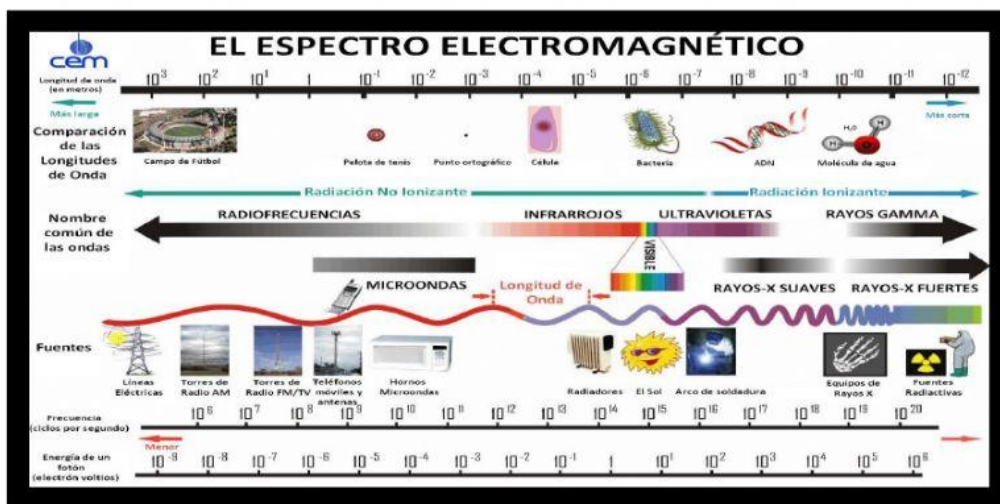 cem
EL ESPECTRO ELECTROMAGNÉTICO
Longitud de onda
(en metros)
10³ 10² 10¹ 1 10⁻¹ 10⁻² 10⁻³ 10⁻⁴ 10⁻⁵ 10⁻⁶ 10⁻⁷ 10⁻⁸ 10⁻⁹ 10⁻¹⁰ 10⁻¹¹ 10⁻¹²
Más larga
Más corta
Comparación
de las
Longitudes
de Onda
Campo de Fútbol
Pelota de tenis
Punto ortográfico
Célule
Bacteria
ADN
H₂O
H
H
O
Molécula de agua
Radiación No Ionizante
Radiación Ionizante
Nombre
común de
las ondas
RADIOFRECUENCIAS
INFRARROJOS
ULTRAVIOLETAS
RAYOS GAMMA
VISIBLE
MICROONDAS
Longitud de
Onda
RAYOS-X SUAVES
RAYOS-X FUERTES
Fuentes
Líneas
Eléctricas
Torres de
Radio AM
Torres de
Radio FM/TV
Teléfonos
móviles y
antenas
Hornos
Microondas
Radiadores
El Sol
Arco de soldadura
Equipos de
Rayos X
Fuentes
Radiactivas
Frecuencia
(ciclos por segundo)
10⁶ 10⁷ 10⁸ 10⁹ 10¹⁰ 10¹¹ 10¹² 10¹³ 10¹⁴ 10¹⁵ 10¹⁶ 10¹⁷ 10¹⁸ 10¹⁹ 10²⁰
Menor
Energía de un
fotón
(electrón voltios)
10⁻⁹ 10⁻⁸ 10⁻⁷ 10⁻⁶ 10⁻⁵ 10⁻⁴ 10⁻³ 10⁻² 10⁻¹ 1 10¹ 10² 10³ 10⁴ 10⁵ 10⁶